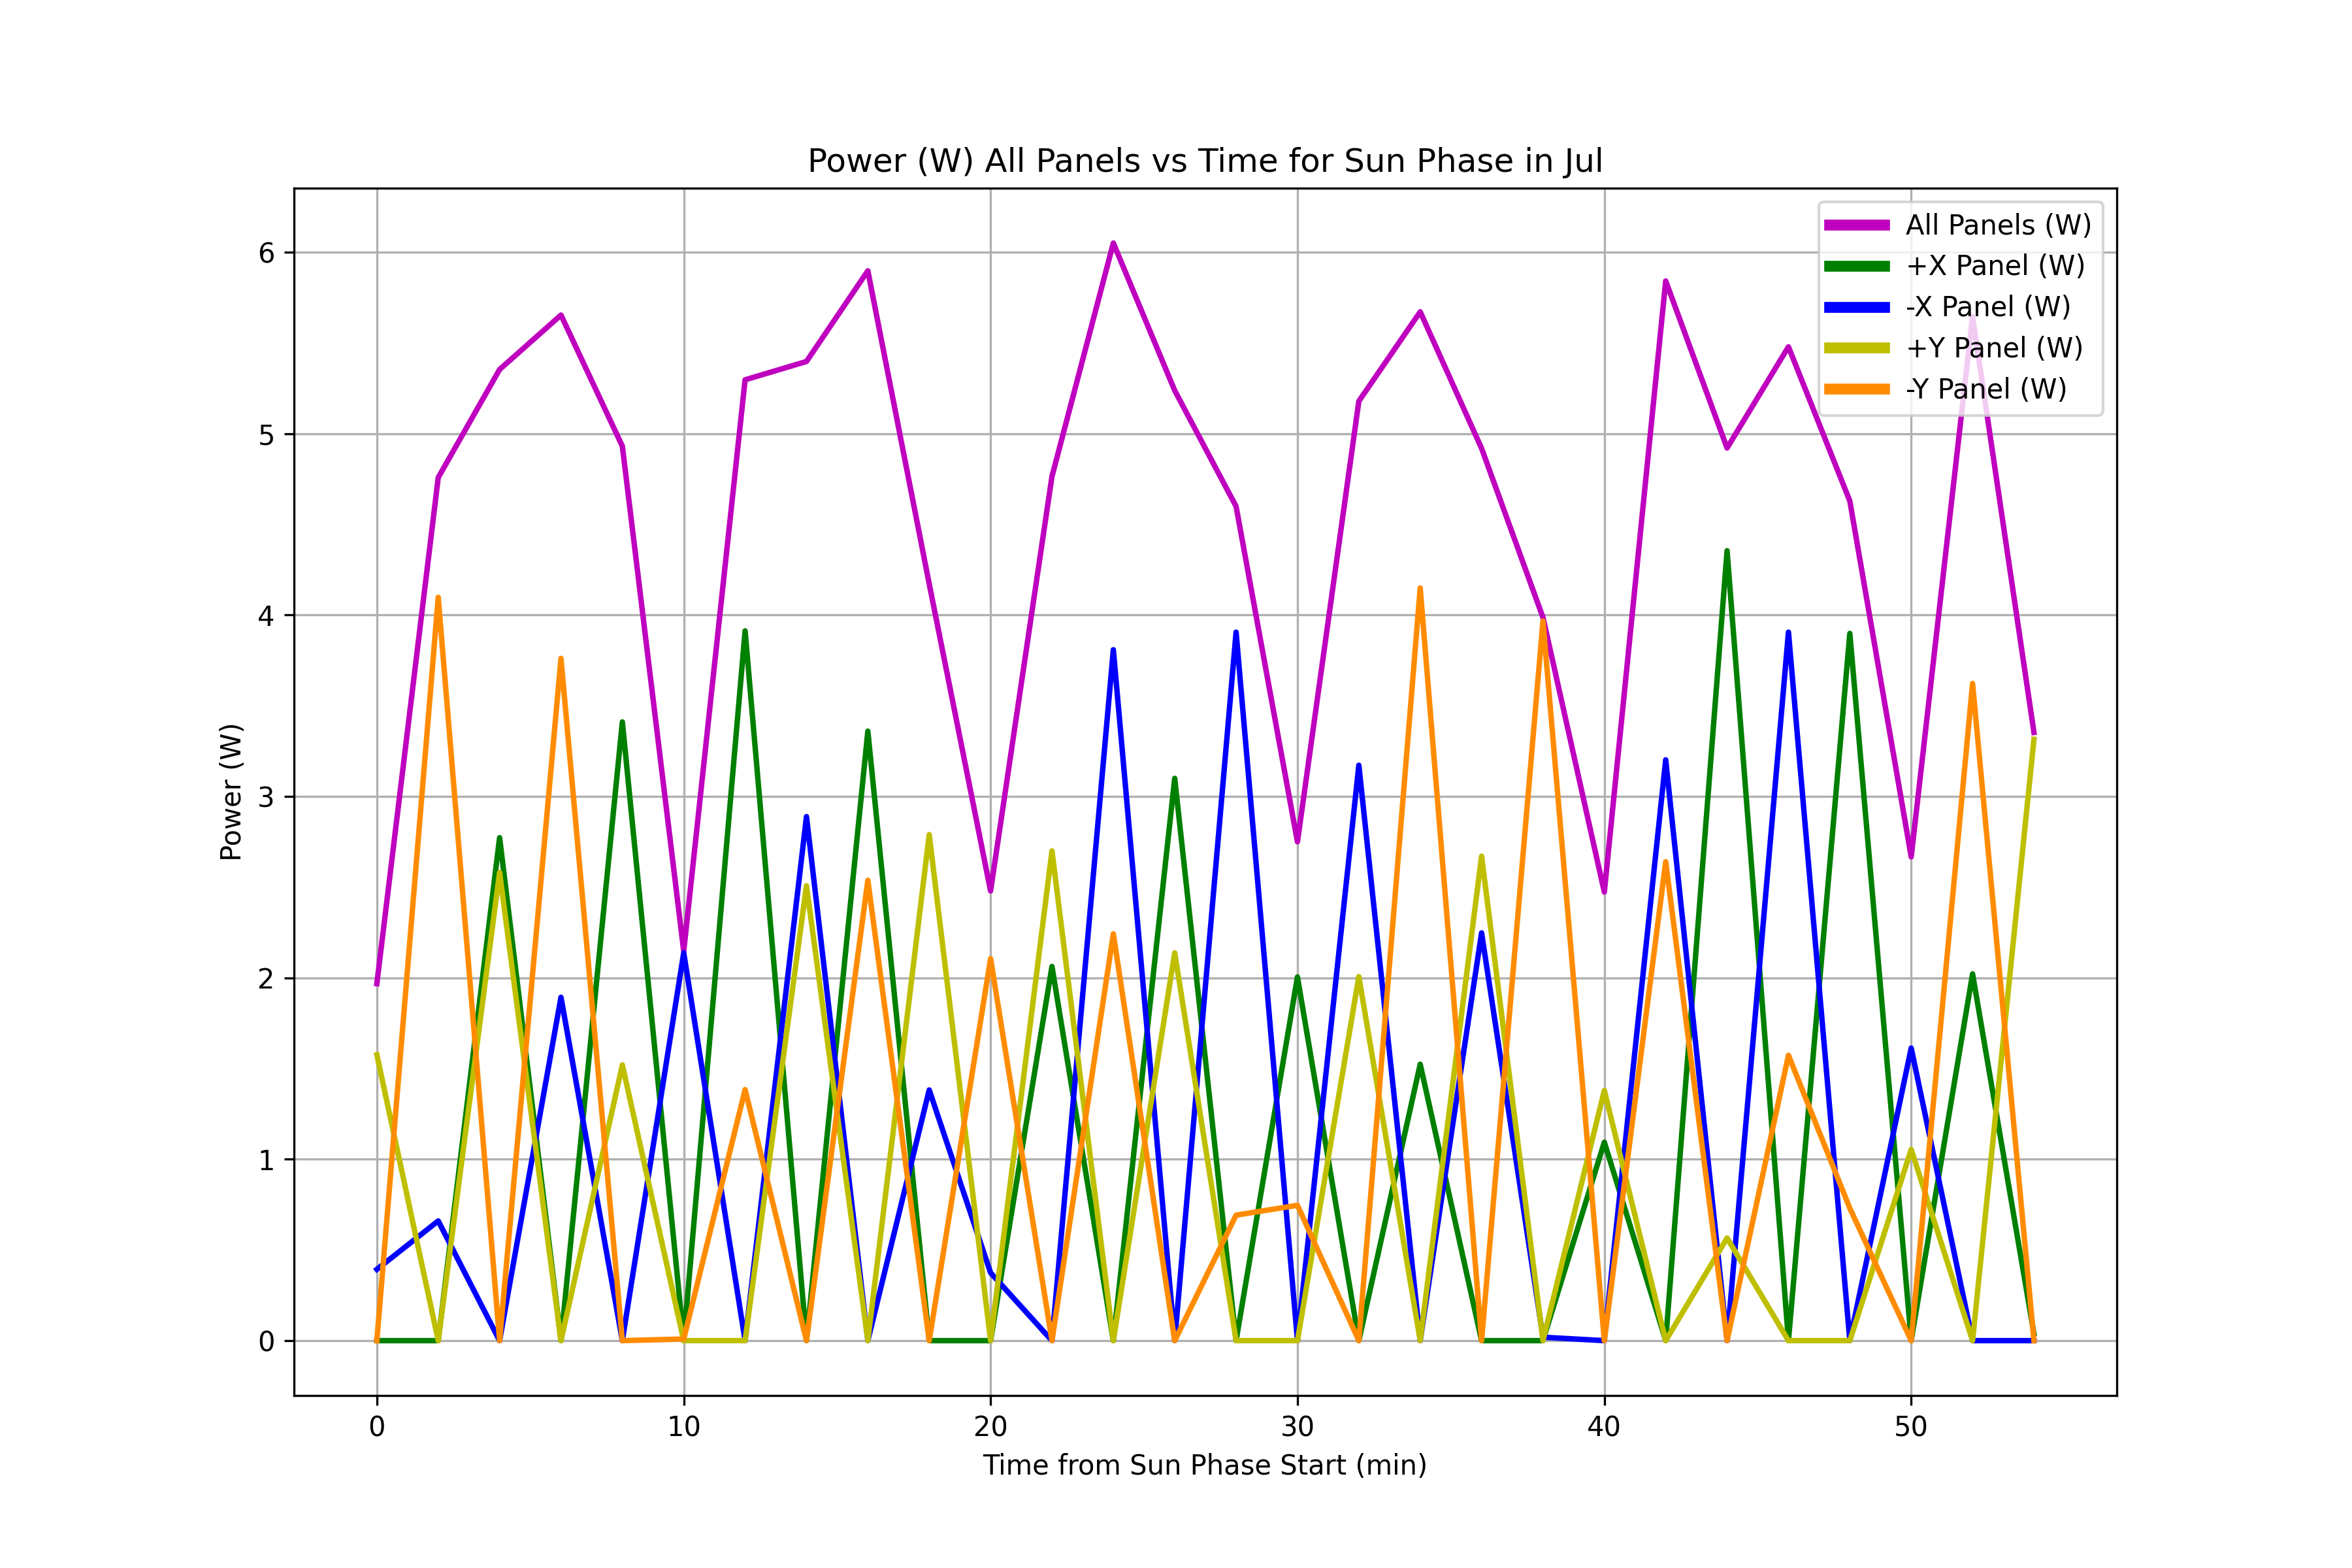 Power (W) All Panels vs Time for Sun Phase in Jul
All Panels (W)
+X Panel (W)
-X Panel (W)
+Y Panel (W)
-Y Panel (W)
Power (W)
6
5
4
3
2
1
0
0 10 20 30 40 50
Time from Sun Phase Start (min)